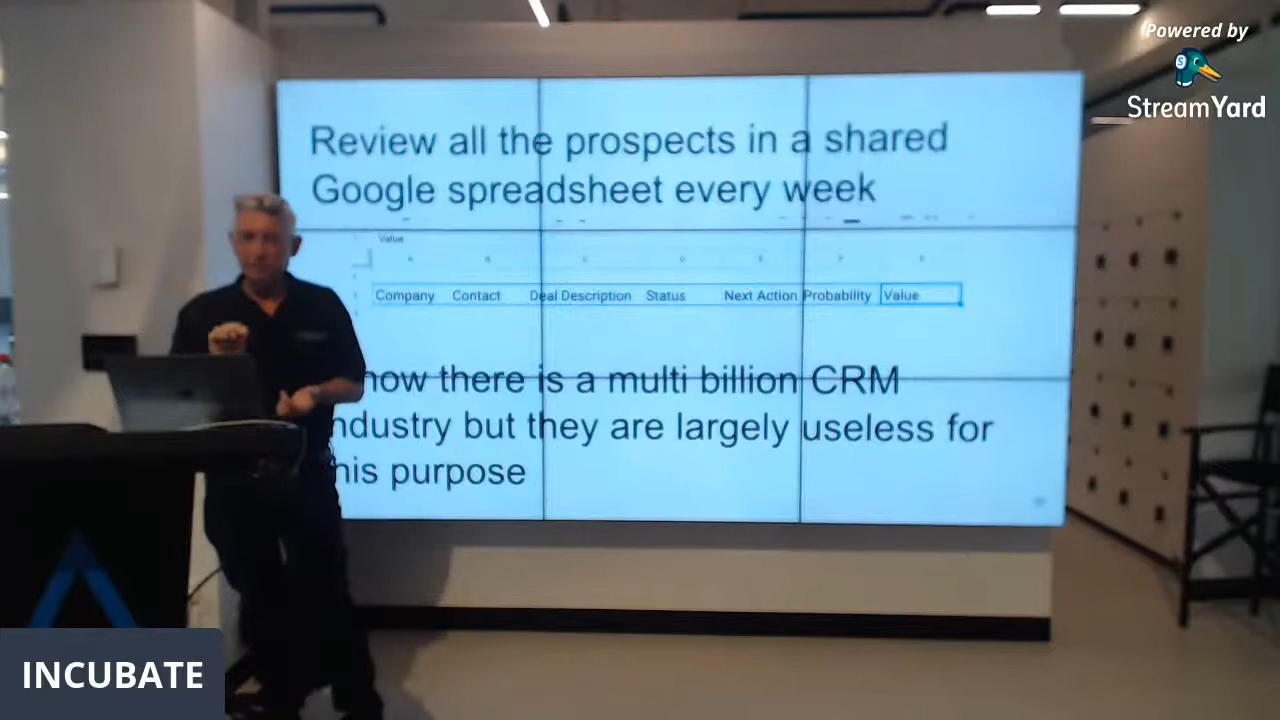 Powered by
StreamYard
Review all the prospects in a shared
Google spreadsheet every week
Value
Company Contact Deal Description Status Next Action Probability Value
now there is a multi billion CRM
ndustry but they are largely useless for
his purpose
INCUBATE